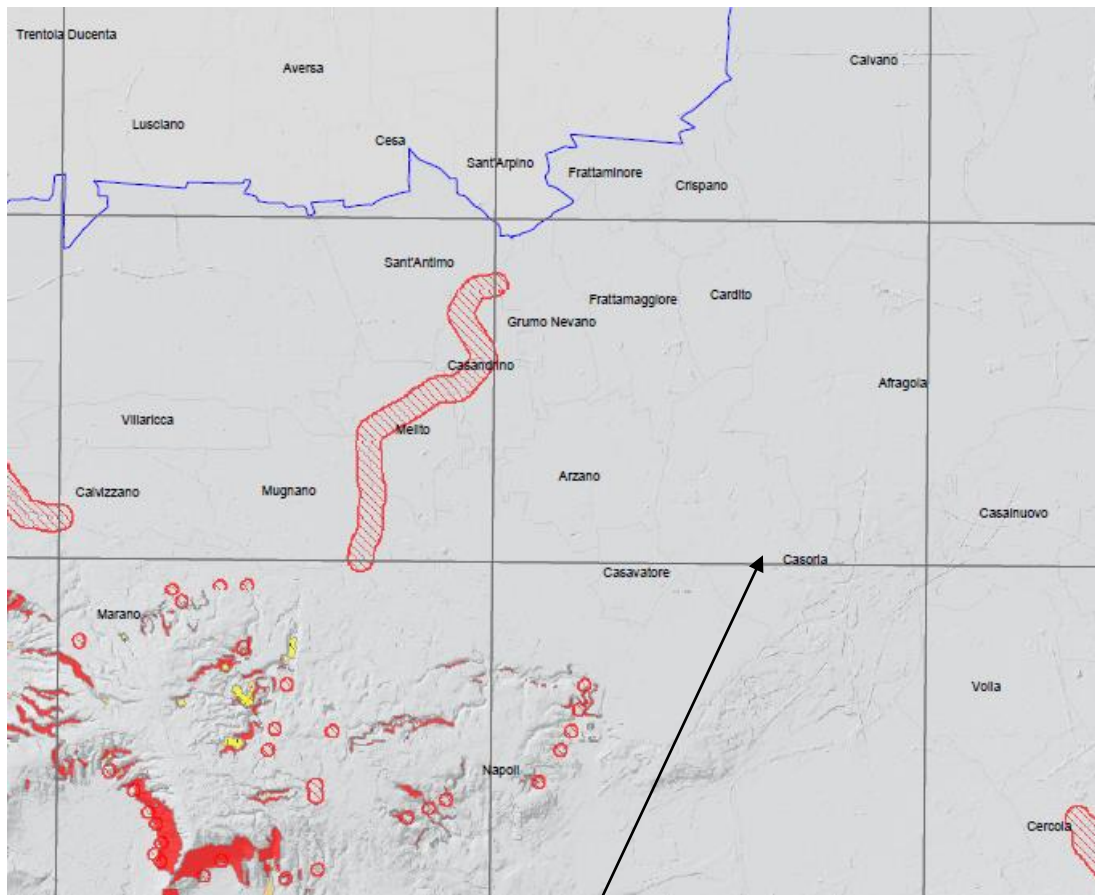 Trentola Ducenta
Aversa
Caivano
Lusciano
Cesa
Sant'Arpino
Frattaminore
Crispano
Sant'Antimo
Frattamaggiore
Cardito
Grumo Nevano
Casandrino
Afragola
Villaricca
Melito
Arzano
Calvizzano
Mugnano
Casalnuovo
Casoria
Casavatore
Marano
Volla
Napoli
Cercola